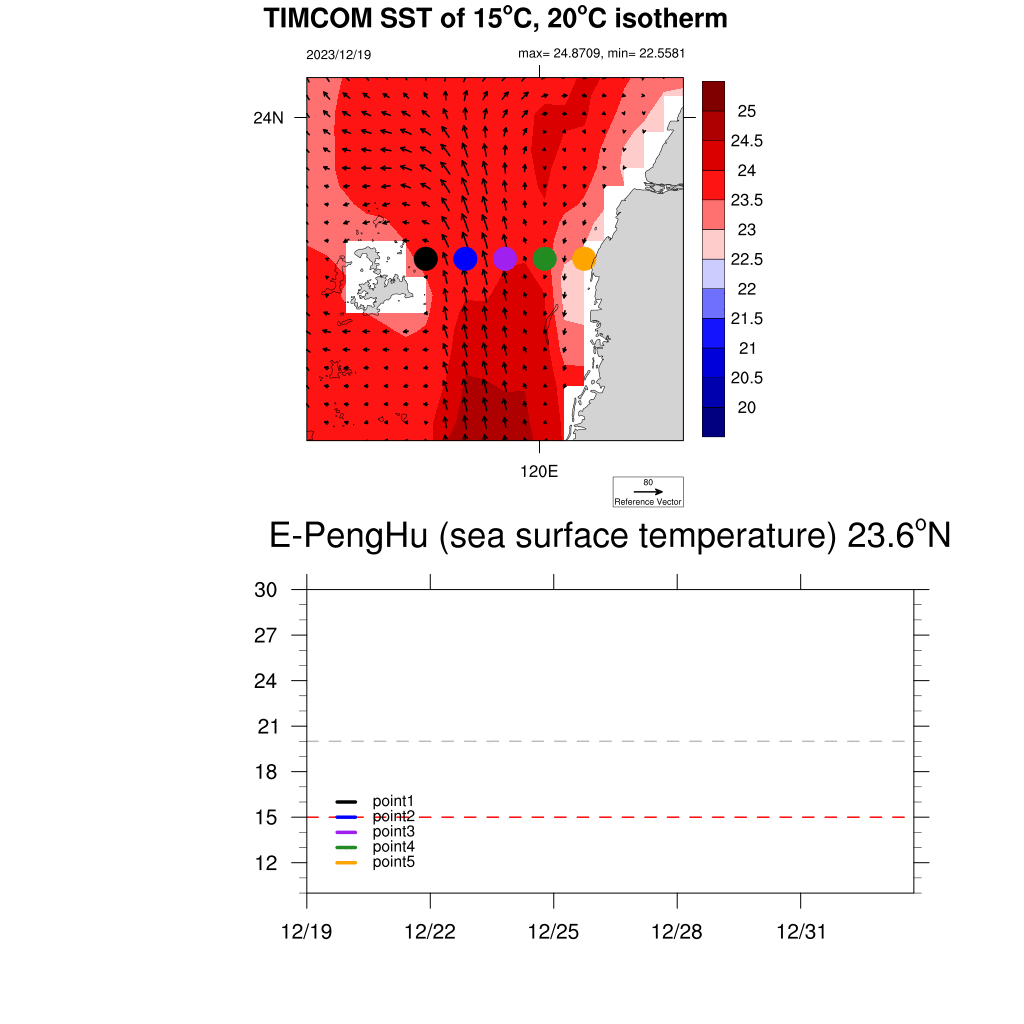 TIMCOM SST of 15°C, 20°C isotherm
2023/12/19
max= 24.8709, min= 22.5581
24N
120E
25
24.5
24
23.5
23
22.5
22
21.5
21
20.5
20
80
Reference Vector
E-PengHu (sea surface temperature) 23.6°N
30
27
24
21
18
15
12
point1
point2
point3
point4
point5
12/19
12/22
12/25
12/28
12/31